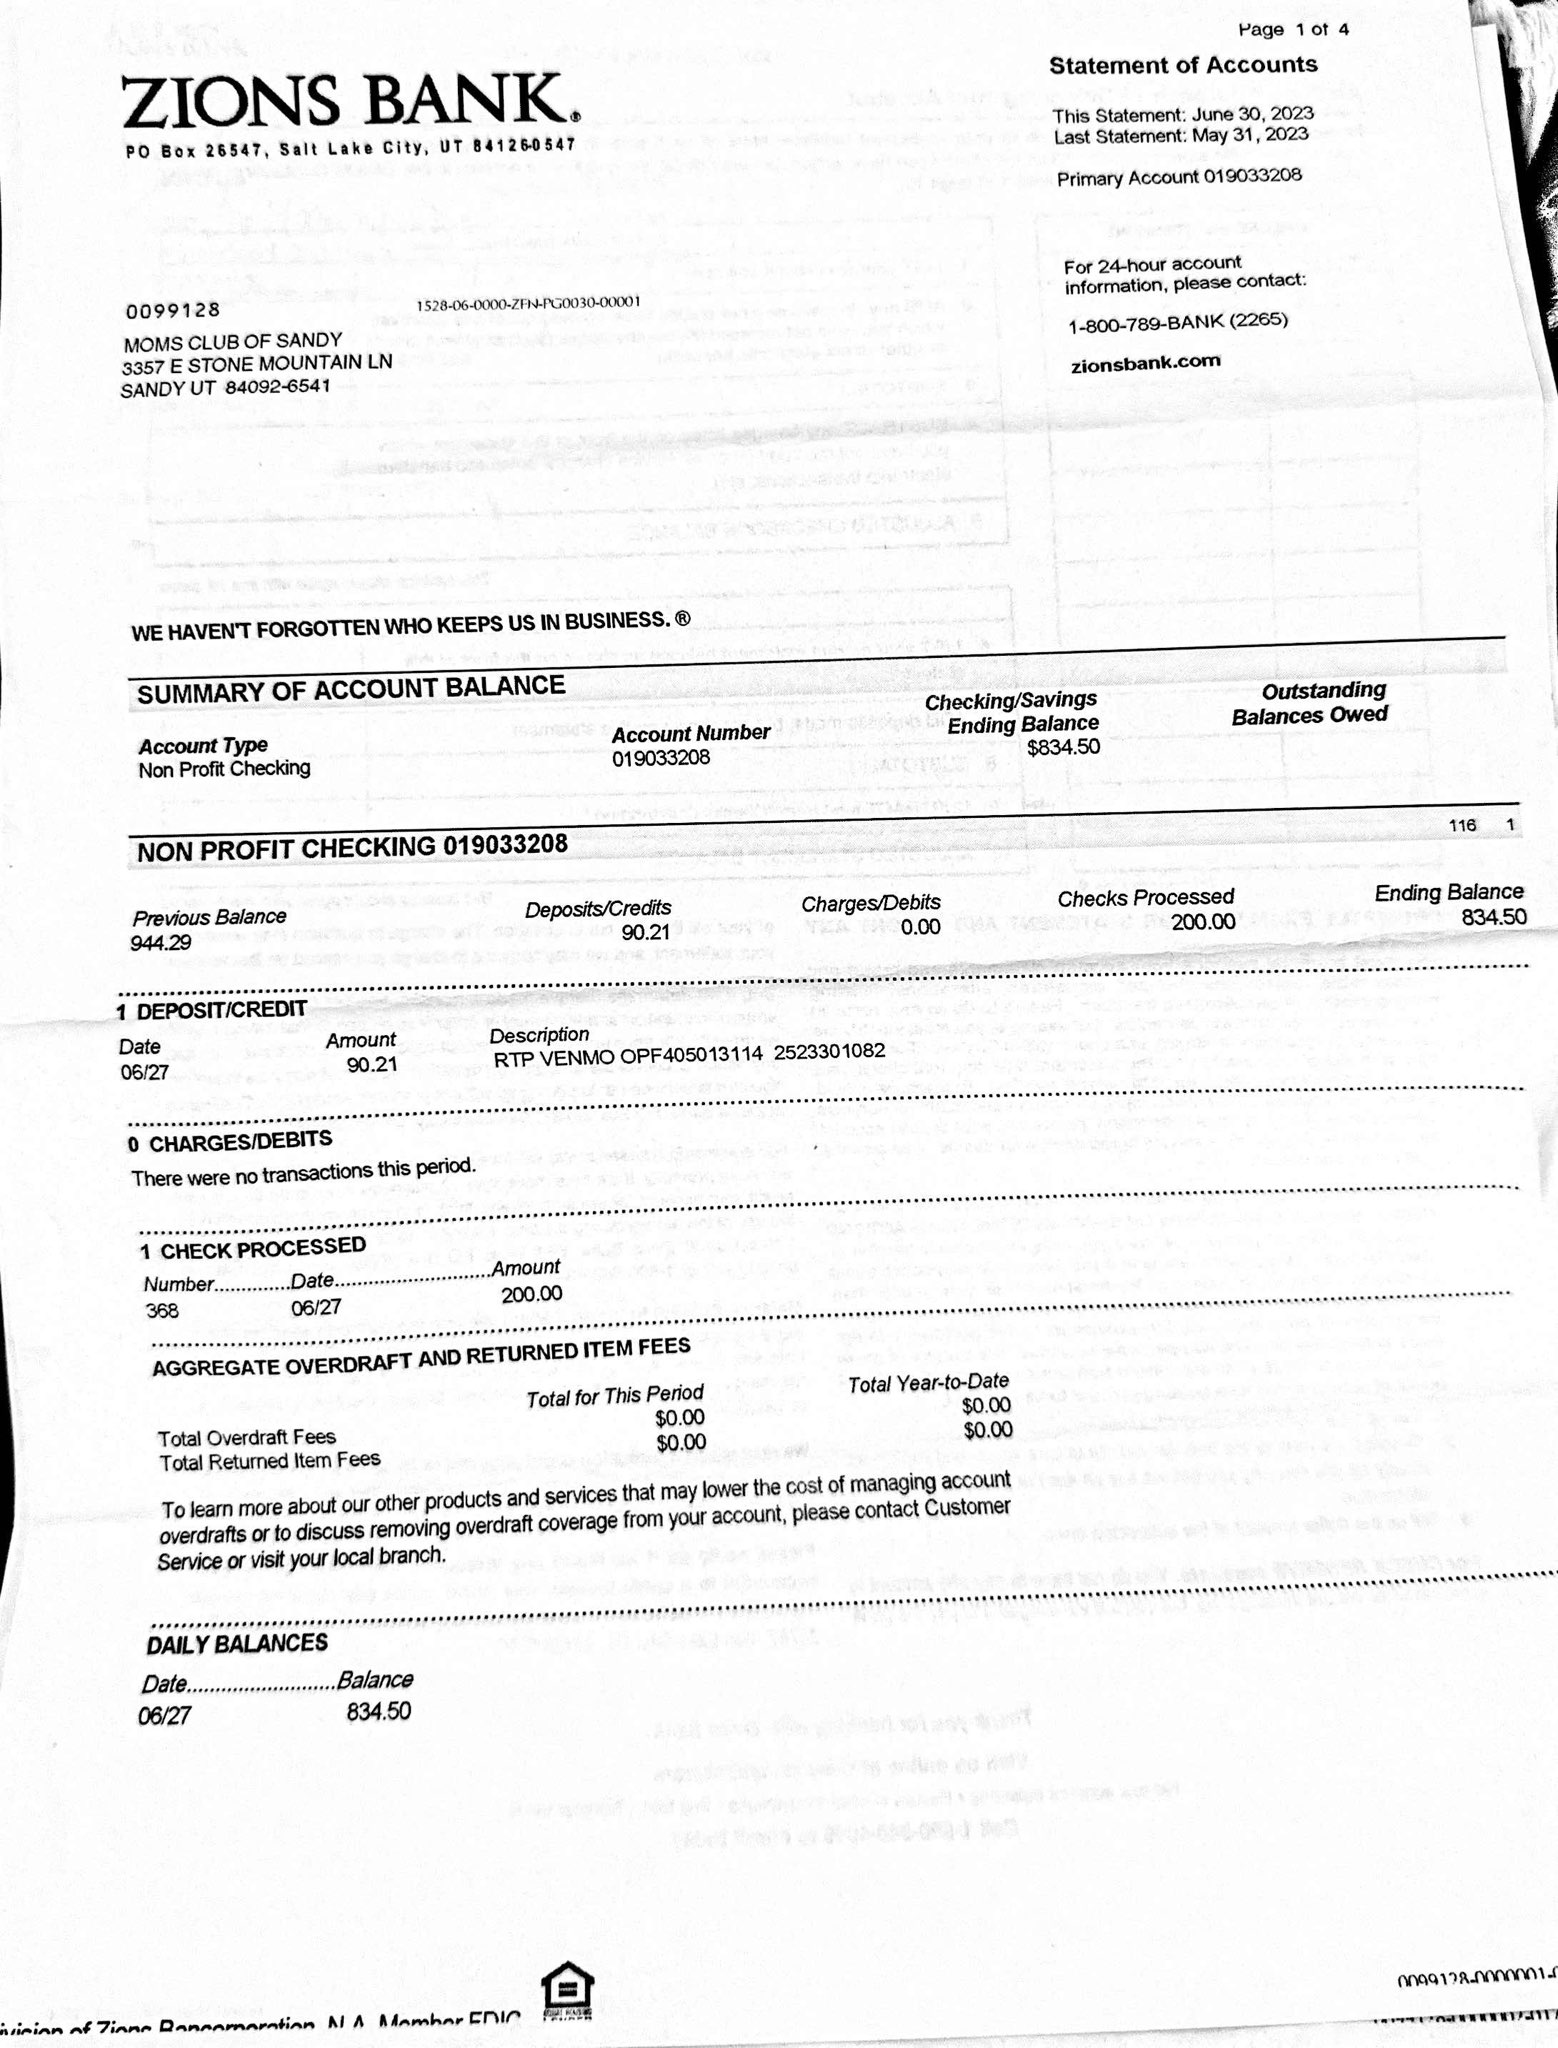 Page 1 of 4
ZIONS BANK®
PO Box 26547, Salt Lake City, UT 841260547
Statement of Accounts
This Statement: June 30, 2023
Last Statement: May 31, 2023
Primary Account 019033208
For 24-hour account
information, please contact:
1-800-789-BANK (2265)
zionsbank.com
0099128
1528-06-0000-ZFN-PG0030-00001
MOMS CLUB OF SANDY
3357 E STONE MOUNTAIN LN
SANDY UT 84092-6541
WE HAVEN'T FORGOTTEN WHO KEEPS US IN BUSINESS. ®
SUMMARY OF ACCOUNT BALANCE
Account Type Account Number Checking/Savings Ending Balance Outstanding Balances Owed
Non Profit Checking 019033208 $834.50
NON PROFIT CHECKING 019033208 116 1
Previous Balance Deposits/Credits Charges/Debits Checks Processed Ending Balance
944.29 90.21 0.00 200.00 834.50
1 DEPOSIT/CREDIT
Date Amount Description
06/27 90.21 RTP VENMO OPF405013114 2523301082
0 CHARGES/DEBITS
There were no transactions this period.
1 CHECK PROCESSED
Number.............Date.............................Amount
368 06/27 200.00
AGGREGATE OVERDRAFT AND RETURNED ITEM FEES
Total for This Period Total Year-to-Date
Total Overdraft Fees $0.00 $0.00
Total Returned Item Fees $0.00 $0.00
To learn more about our other products and services that may lower the cost of managing account
overdrafts or to discuss removing overdraft coverage from your account, please contact Customer
Service or visit your local branch.
DAILY BALANCES
Date...........................Balance
06/27 834.50
0099128-0000001-
of Zions Bancorporation, N.A. Member FDIC